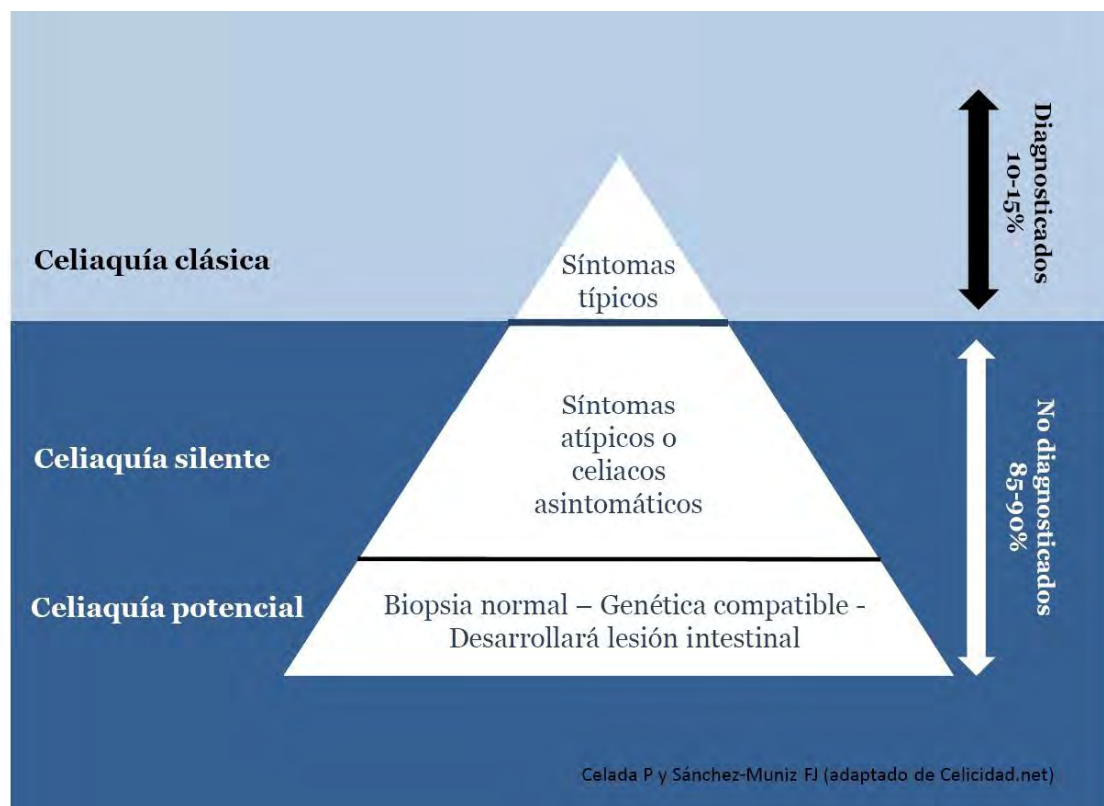 Diagnosticados
10-15%
Celiaquía clásica
Síntomas
típicos
Celiaquía silente
Síntomas
atípicos o
celiacos
asintomáticos
No diagnosticados
85-90%
Celiaquía potencial
Biopsia normal – Genética compatible -
Desarrollará lesión intestinal
Celada P y Sánchez-Muniz FJ (adaptado de Celicidad.net)